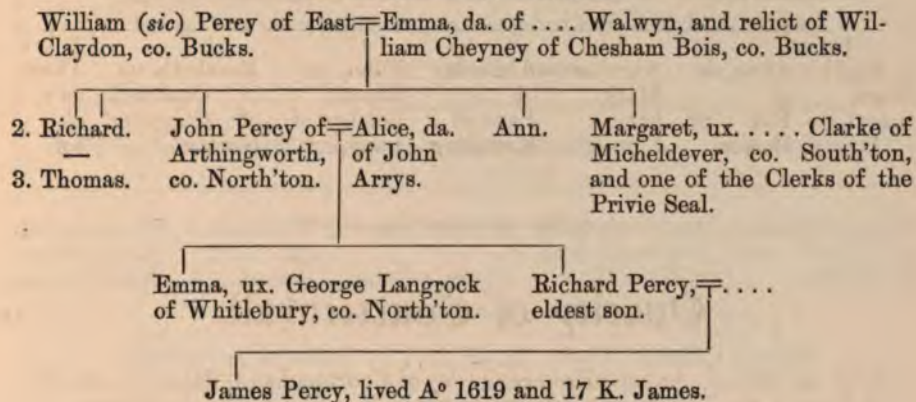 William (sic) Percy of East Claydon, co. Bucks.
Emma, da. of .... Walwyn, and relict of Wil-
liam Cheyney of Chesham Bois, co. Bucks.
2. Richard.
—
3. Thomas.
John Percy of
Arthingworth,
co. North'ton.
Alice, da.
of John
Arrys.
Ann.
Margaret, ux. ..... Clarke of
Micheldever, co. South'ton,
and one of the Clerks of the
Privie Seal.
Emma, ux. George Langrock
of Whitlebury, co. North'ton.
Richard Percy,
eldest son.
....
James Percy, lived Aº 1619 and 17 K. James.